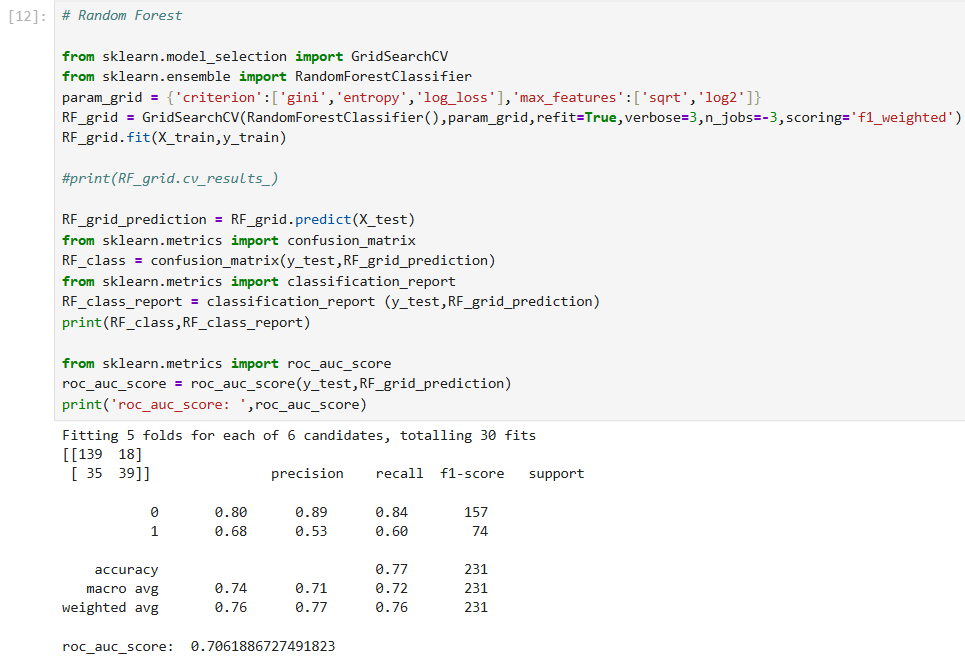 [12]: # Random Forest
from sklearn.model_selection import GridSearchCV
from sklearn.ensemble import RandomForestClassifier
param_grid = {'criterion':['gini','entropy','log_loss'],'max_features':['sqrt','log2']}
RF_grid = GridSearchCV(RandomForestClassifier(),param_grid,refit=True,verbose=3,n_jobs=-3,scoring='f1_weighted')
RF_grid.fit(X_train,y_train)
#print(RF_grid.cv_results_)
RF_grid_prediction = RF_grid.predict(X_test)
from sklearn.metrics import confusion_matrix
RF_class = confusion_matrix(y_test,RF_grid_prediction)
from sklearn.metrics import classification_report
RF_class_report = classification_report (y_test,RF_grid_prediction)
print(RF_class,RF_class_report)
from sklearn.metrics import roc_auc_score
roc_auc_score = roc_auc_score(y_test,RF_grid_prediction)
print('roc_auc_score: ',roc_auc_score)
Fitting 5 folds for each of 6 candidates, totalling 30 fits
[[139  18]
 [ 35  39]]               precision    recall  f1-score   support
           0       0.80      0.89      0.84       157
           1       0.68      0.53      0.60        74
    accuracy                           0.77       231
   macro avg       0.74      0.71      0.72       231
weighted avg       0.76      0.77      0.76       231
roc_auc_score:  0.7061886727491823